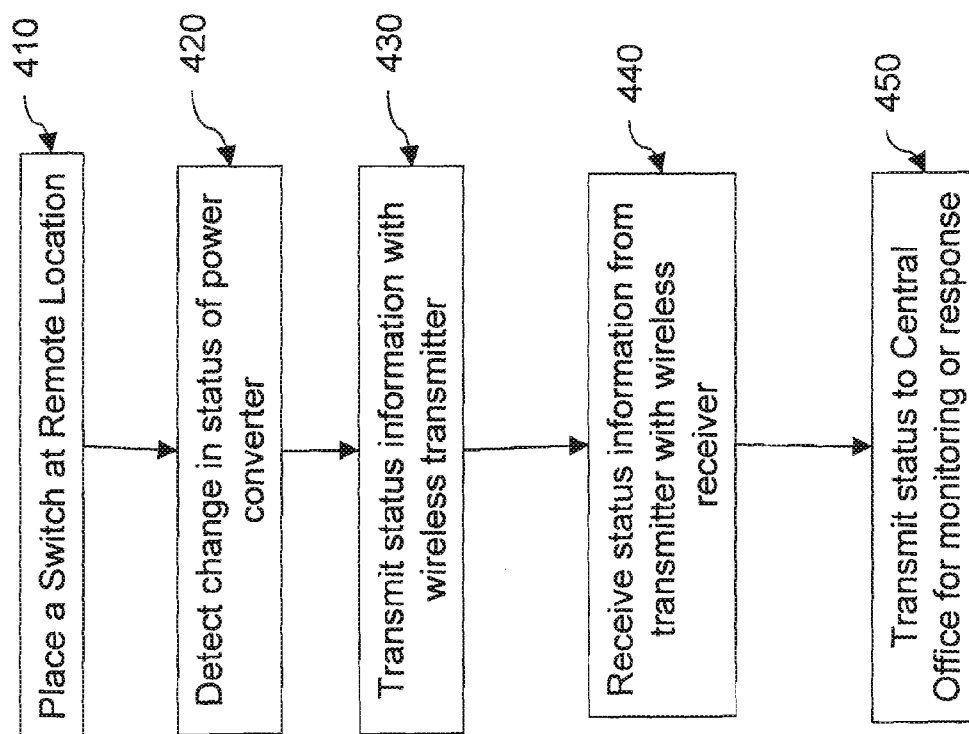 Place a Switch at Remote Location
410
Detect change in status of power
converter
420
Transmit status information with
wireless transmitter
430
Receive status information from
transmitter with wireless
receiver
440
Transmit status to Central
Office for monitoring or response
450